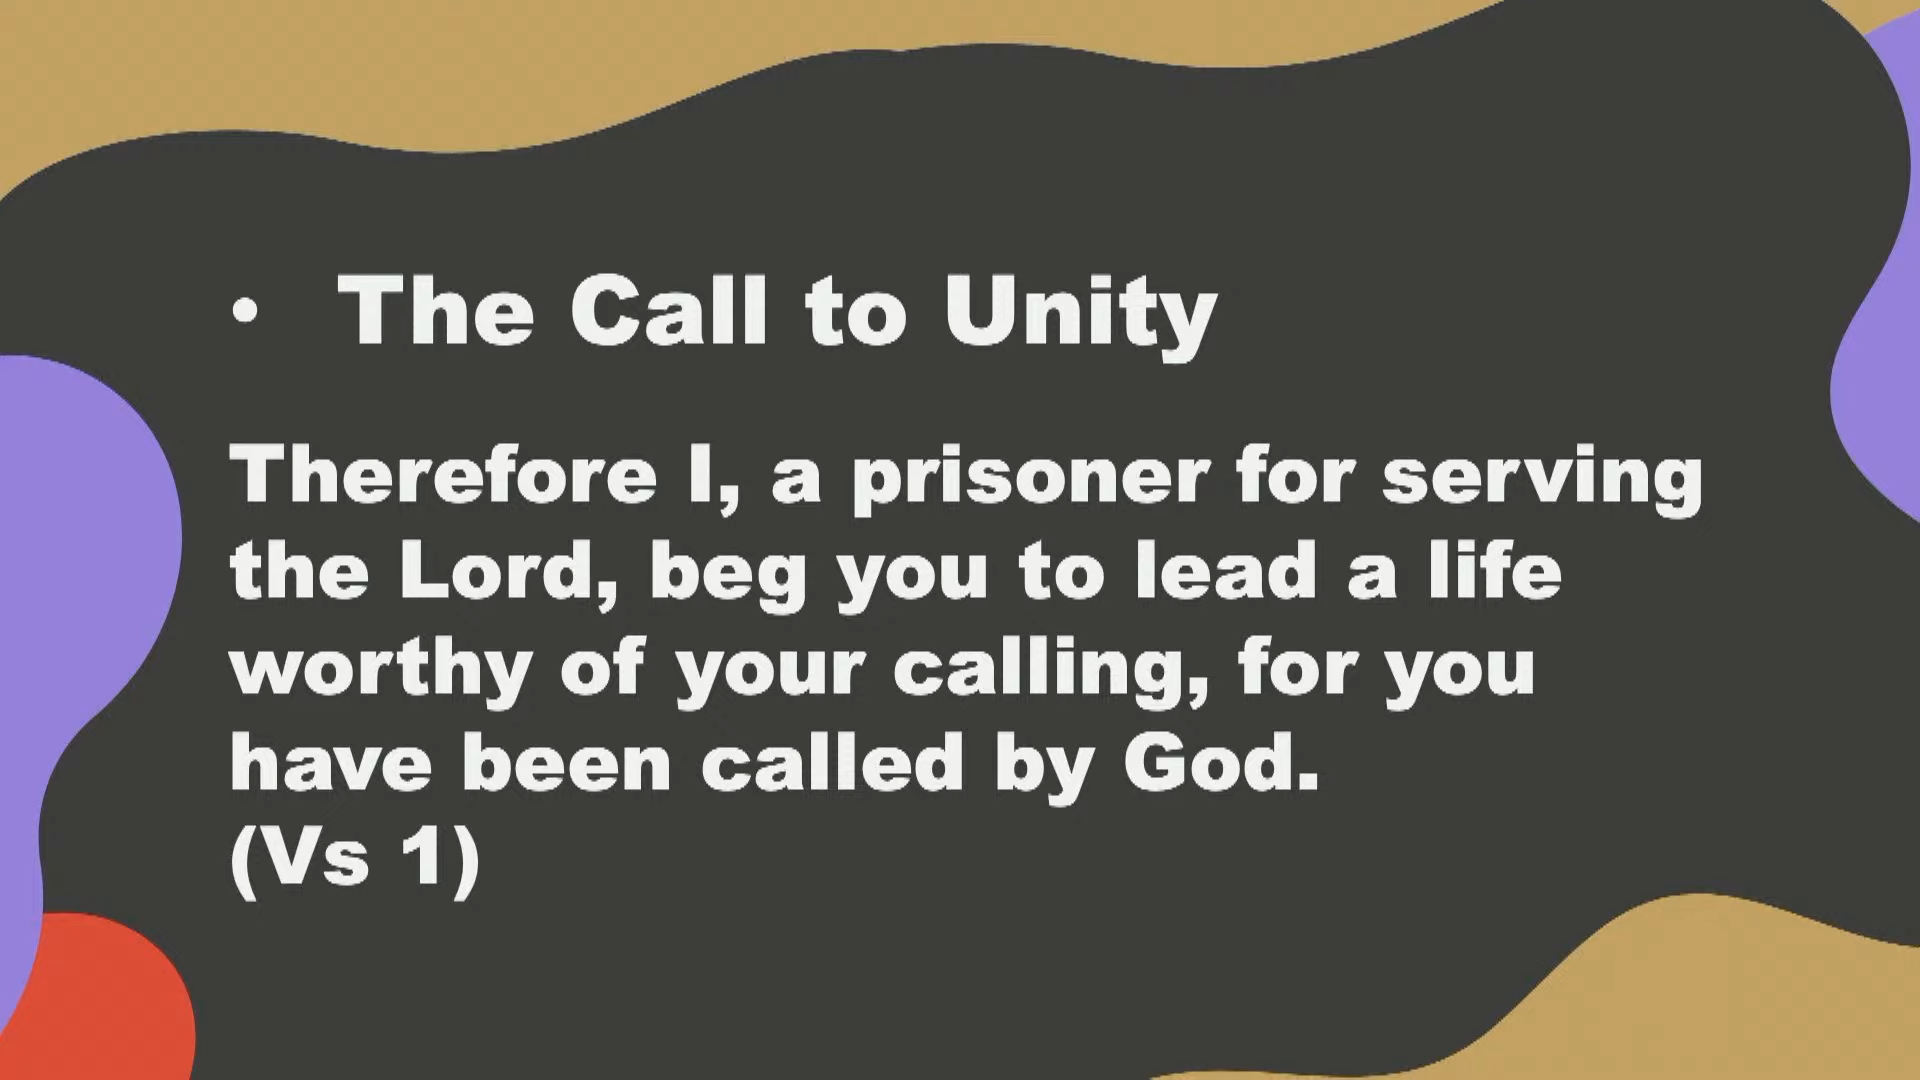 • The Call to Unity
Therefore I, a prisoner for serving
the Lord, beg you to lead a life
worthy of your calling, for you
have been called by God.
(Vs 1)